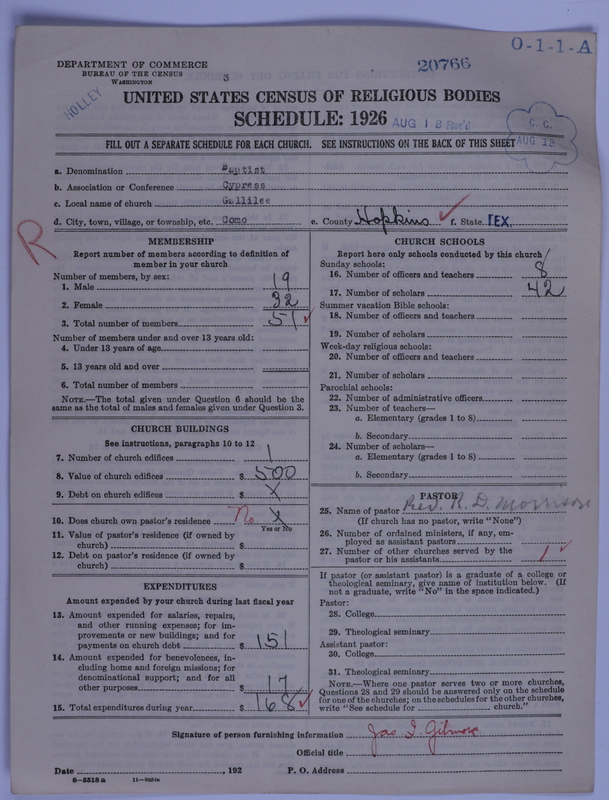 O-1-1-A
DEPARTMENT OF COMMERCE
BUREAU OF THE CENSUS
WASHINGTON
3
20766
HOLLEY
UNITED STATES CENSUS OF RELIGIOUS BODIES
SCHEDULE: 1926
AUG 18 Rec'd
C. G.
AUG 18
FILL OUT A SEPARATE SCHEDULE FOR EACH CHURCH. SEE INSTRUCTIONS ON THE BACK OF THIS SHEET
a. Denomination Baptist
b. Association or Conference Cypress
c. Local name of church Gallilee
d. City, town, village, or township, etc. Como e. County Hopkins f. State TEX.
R
MEMBERSHIP
Report number of members according to definition of
member in your church
Number of members, by sex:
1. Male 19
2. Female 32
3. Total number of members 51
Number of members under and over 13 years old:
4. Under 13 years of age
5. 13 years old and over
6. Total number of members
NOTE.—The total given under Question 6 should be
same as the total of males and females given under Question 3.
CHURCH BUILDINGS
See instructions, paragraphs 10 to 12
7. Number of church edifices 1
8. Value of church edifices $ 500
9. Debt on church edifices $ X
10. Does church own pastor's residence No X
Yes or No
11. Value of pastor's residence (if owned by
church) $
12. Debt on pastor's residence (if owned by
church) $
EXPENDITURES
Amount expended by your church during last fiscal year
13. Amount expended for salaries, repairs,
and other running expenses; for im-
provements or new buildings; and for
payments on church debt $ 151
14. Amount expended for benevolences, in-
cluding home and foreign missions; for
denominational support; and for all
other purposes $ 17
15. Total expenditures during year $ 168
CHURCH SCHOOLS
Report here only schools conducted by this church
Sunday schools:
16. Number of officers and teachers 8
17. Number of scholars 42
Summer vacation Bible schools:
18. Number of officers and teachers
19. Number of scholars
Week-day religious schools:
20. Number of officers and teachers
21. Number of scholars
Parochial schools:
22. Number of administrative officers
23. Number of teachers—
a. Elementary (grades 1 to 8)
b. Secondary
24. Number of scholars—
a. Elementary (grades 1 to 8)
b. Secondary
PASTOR
25. Name of pastor Rev. R. D. Morrison
(If church has no pastor, write "None")
26. Number of ordained ministers, if any, em-
ployed as assistant pastors
27. Number of other churches served by the
pastor or his assistants 1
If pastor (or assistant pastor) is a graduate of a college or
theological seminary, give name of institution below. (If
not a graduate, write "No" in the space indicated.)
Pastor:
28. College
29. Theological seminary
Assistant pastor:
30. College
31. Theological seminary
NOTE.—Where one pastor serves two or more churches,
Questions 28 and 29 should be answered only on the schedule
for one of the churches; on the schedules for the other churches,
write "See schedule for church."
Signature of person furnishing information Jas I. Gilmore
Official title
Date , 192 P. O. Address
8—5518a 11—9034a